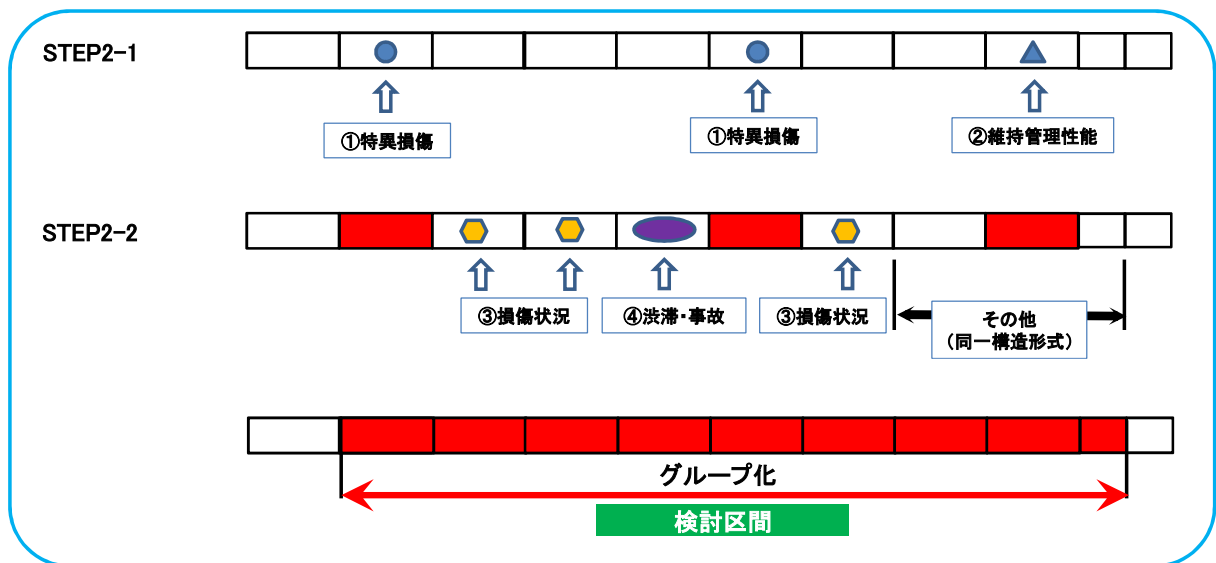 STEP2-1
①特異損傷
①特異損傷
②維持管理性能
STEP2-2
③損傷状況
④渋滞・事故
③損傷状況
その他
（同一構造形式）
グループ化
検討区間